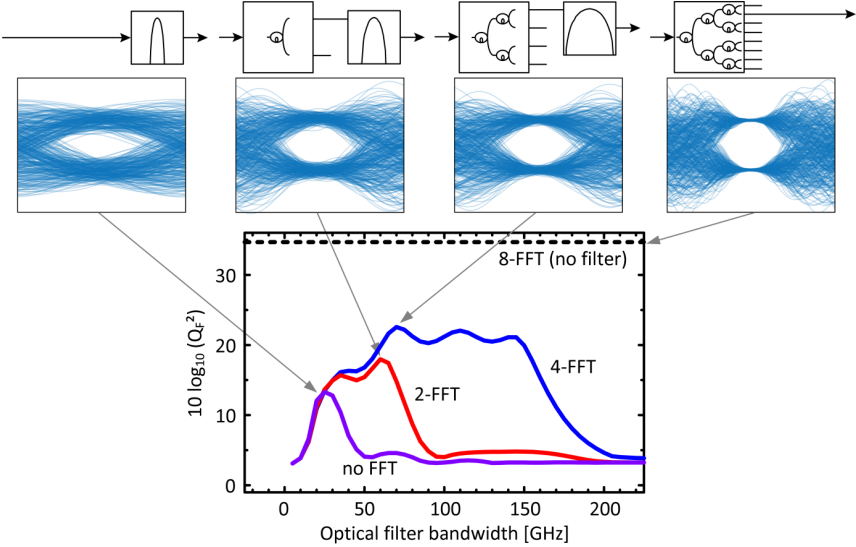 8-FFT (no filter)
30
20
10
0
10 log₁₀ (Q_F²)
4-FFT
2-FFT
no FFT
0 50 100 150 200
Optical filter bandwidth [GHz]